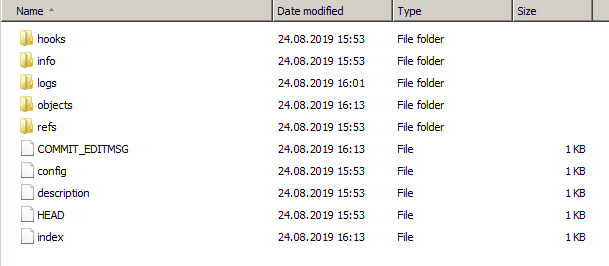 Name Date modified Type Size
hooks 24.08.2019 15:53 File folder
info 24.08.2019 15:53 File folder
logs 24.08.2019 16:01 File folder
objects 24.08.2019 16:13 File folder
refs 24.08.2019 15:53 File folder
COMMIT_EDITMSG 24.08.2019 16:13 File 1 KB
config 24.08.2019 15:53 File 1 KB
description 24.08.2019 15:53 File 1 KB
HEAD 24.08.2019 15:53 File 1 KB
index 24.08.2019 16:13 File 1 KB